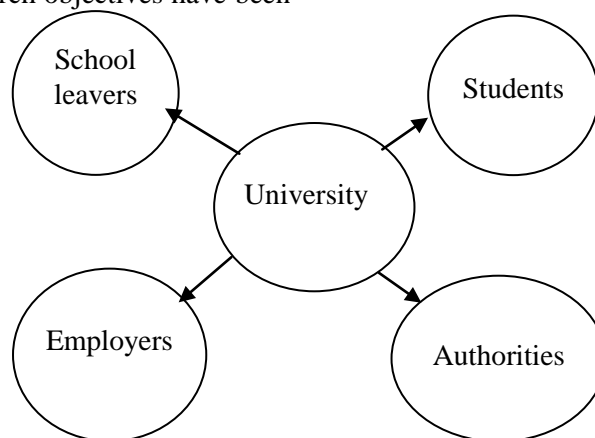 objectives have been
School
leavers
Students
University
Employers
Authorities